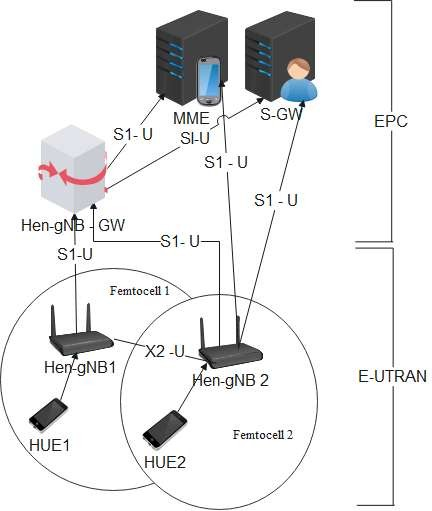 MME
S-GW
EPC
S1- U
SI-U
S1 - U
S1 - U
Hen-gNB - GW
S1-U
S1- U
Femtocell 1
X2 -U
Hen-gNB1
Hen-gNB 2
E-UTRAN
HUE1
HUE2
Femtocell 2